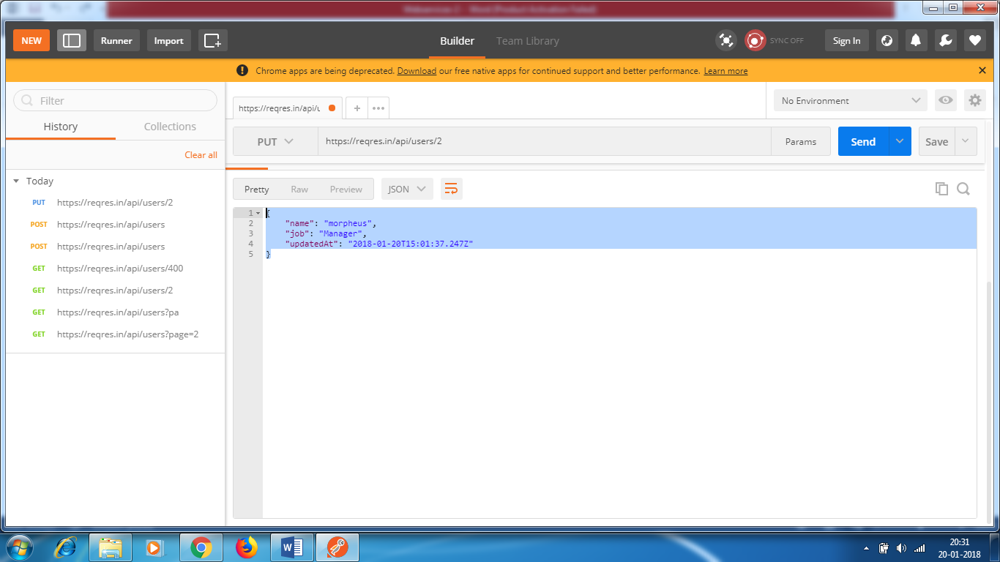 NEW
Runner
Import
Builder
Team Library
SYNC OFF
Sign In
Chrome apps are being deprecated. Download our free native apps for continued support and better performance. Learn more
Filter
History
Collections
Clear all
Today
PUT https://reqres.in/api/users/2
POST https://reqres.in/api/users
POST https://reqres.in/api/users
GET https://reqres.in/api/users/400
GET https://reqres.in/api/users/2
GET https://reqres.in/api/users?pa
GET https://reqres.in/api/users?page=2
https://reqres.in/api/u
No Environment
PUT
https://reqres.in/api/users/2
Params
Send
Save
Pretty
Raw
Preview
JSON
1 {
2 "name": "morpheus",
3 "job": "Manager",
4 "updatedAt": "2018-01-20T15:01:37.247Z"
5 }
20:31
20-01-2018